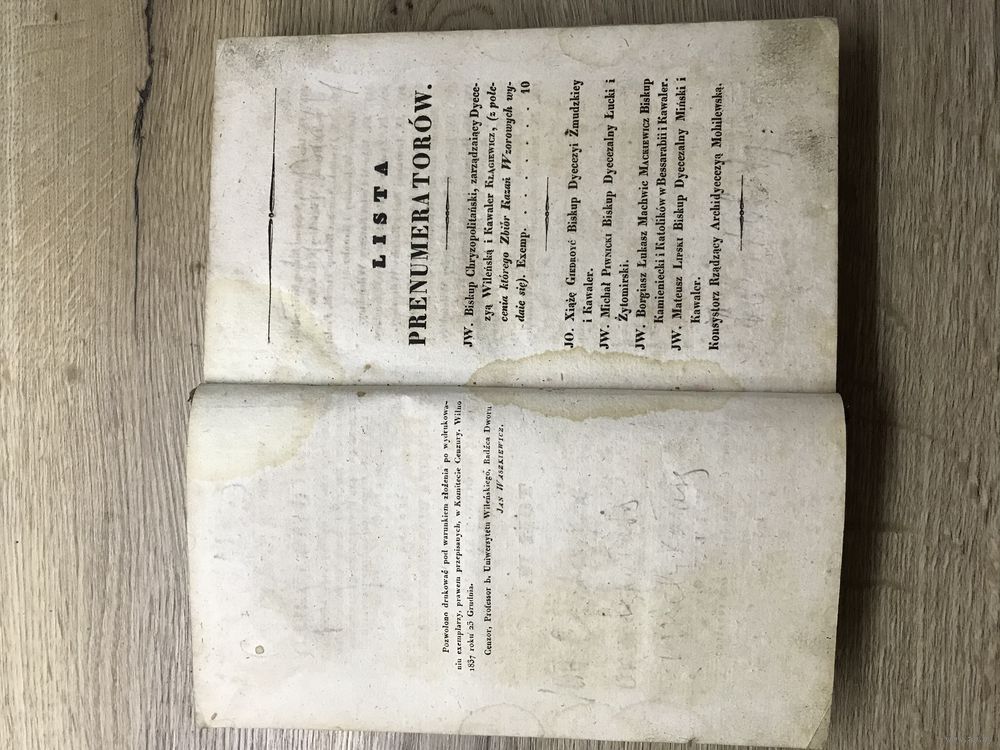 Pozwolono drukować pod warunkiem złożenia po wydrukowa-
niu exemplarzy, prawem przepisanych, w Komitecie Cenzury. Wilno
1837 roku 23 Grudnia.
Cenzor, Professor b. Uniwersytetu Wileńskiego, Radźca Dworu
JAN WASZKIEWICZ.
LISTA
PRENUMERATORÓW.
JW. Biskup Chryzopolitański, zarządzaiący Dyece-
zyą Wileńską i Kawaler KŁĄGIEWICZ, (z pole-
cenia którego Zbiór Kazań Wzorowych wy-
daie się). Exemp. . . . . . . . . 10
JO. Xiążę GIEDROYĆ Biskup Dyecezyi Żmudzkiey
i Kawaler.
JW. Michał PIWNICKI Biskup Dyecezalny Łucki i
Żytomirski.
JW. Borgiasz Łukasz Machwic MACKIEWICZ Biskup
Kamieniecki i Katolików w Bessarabii i Kawaler.
JW. Mateusz LIPSKI Biskup Dyecezalny Miński i
Kawaler.
Konsystorz Rządzący Archidyecezyą Mohilewską.